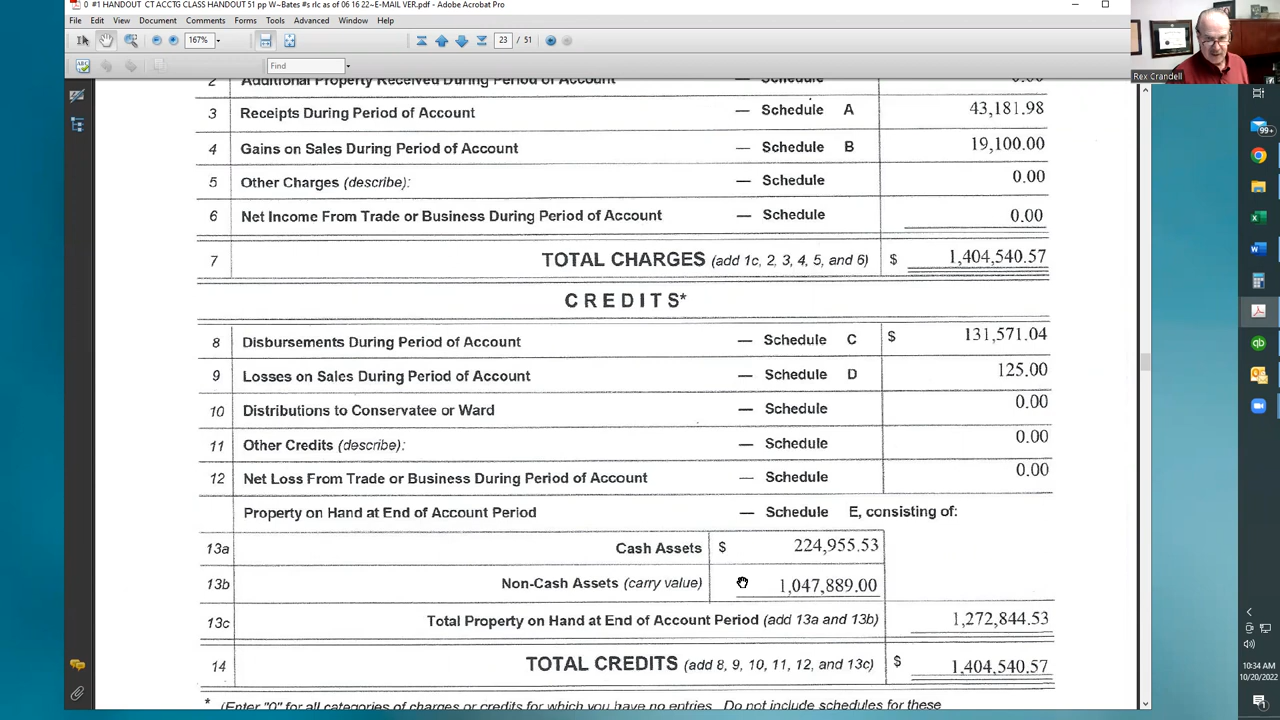 0 #1 HANDOUT CT ACCTG CLASS HANDOUT 51 pp W~Bates #s rlc as.of 06 16 22~E-MAIL VER.pdf - Adobe Acrobat Pro
File Edit View Document Comments Forms Tools Advanced Window Help
167% 23 / 51
Find
Rex Crandell
2 Additional Property Received During Period of Account — Schedule 0.00
3 Receipts During Period of Account — Schedule A 43,181.98
4 Gains on Sales During Period of Account — Schedule B 19,100.00
5 Other Charges (describe): — Schedule 0.00
6 Net Income From Trade or Business During Period of Account — Schedule 0.00
7 TOTAL CHARGES (add 1c, 2, 3, 4, 5, and 6) $ 1,404,540.57
CREDITS*
8 Disbursements During Period of Account — Schedule C $ 131,571.04
9 Losses on Sales During Period of Account — Schedule D 125.00
10 Distributions to Conservatee or Ward — Schedule 0.00
11 Other Credits (describe): — Schedule 0.00
12 Net Loss From Trade or Business During Period of Account — Schedule 0.00
Property on Hand at End of Account Period — Schedule E, consisting of:
13a Cash Assets $ 224,955.53
13b Non-Cash Assets (carry value) 1,047,889.00
13c Total Property on Hand at End of Account Period (add 13a and 13b) 1,272,844.53
14 TOTAL CREDITS (add 8, 9, 10, 11, 12, and 13c) $ 1,404,540.57
* (Enter "0" for all categories of charges or credits for which you have no entries. Do not include schedules for these
99+
10:34 AM
10/20/2022